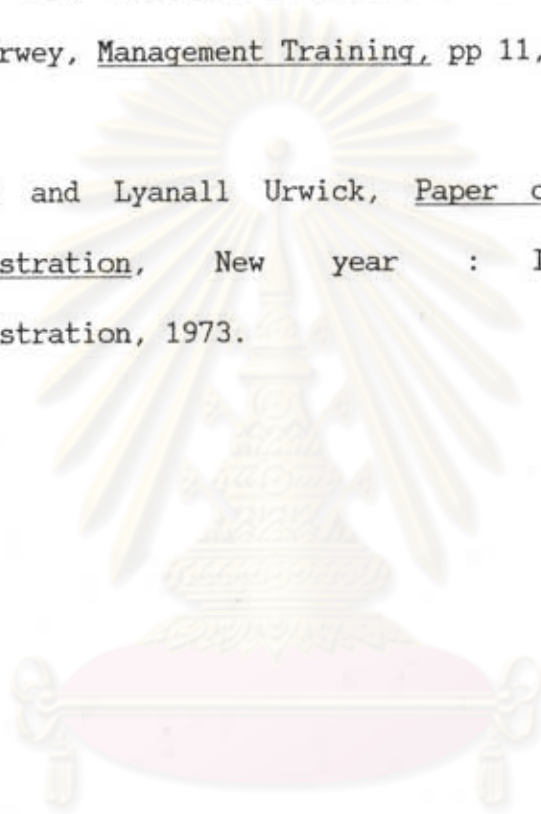 rwey, Management Training, pp 11,
and Lyanall Urwick, Paper
stration, New year :
stration, 1973.